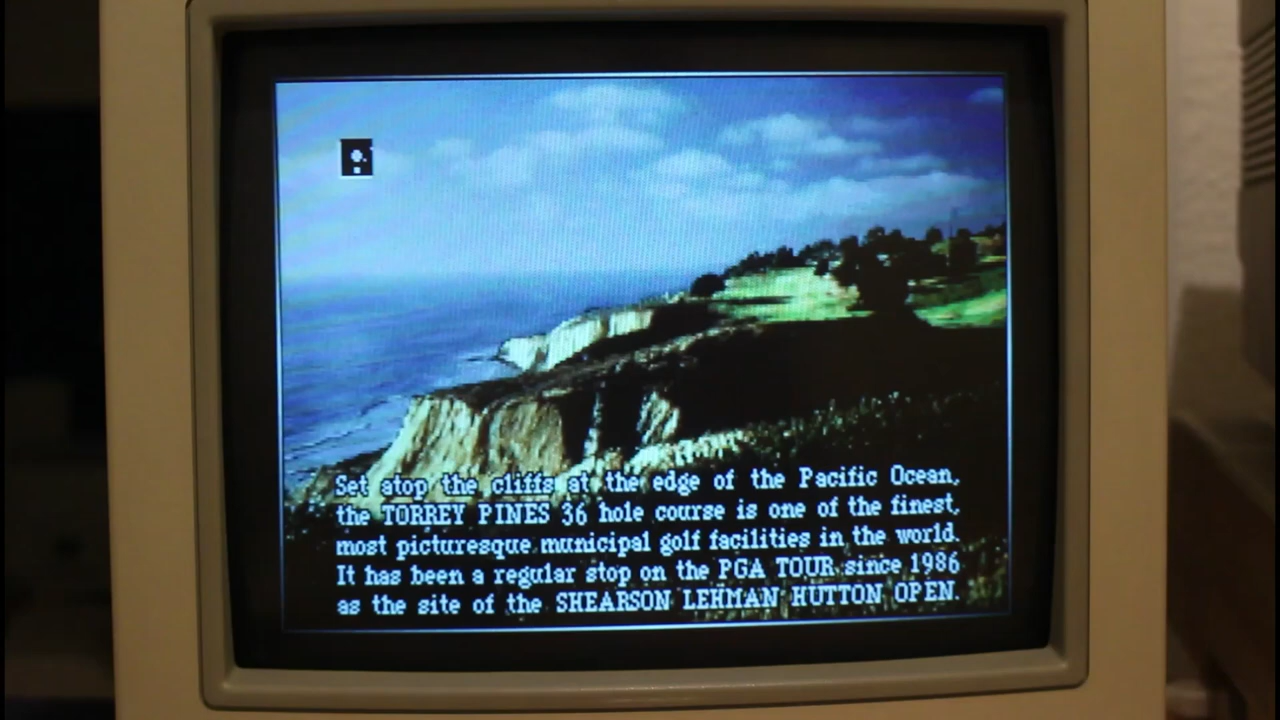 Set atop the cliffs at the edge of the Pacific Ocean,
the TORREY PINES 36 hole course is one of the finest,
most picturesque municipal golf facilities in the world.
It has been a regular stop on the PGA TOUR since 1986
as the site of the SHEARSON LEHMAN HUTTON OPEN.